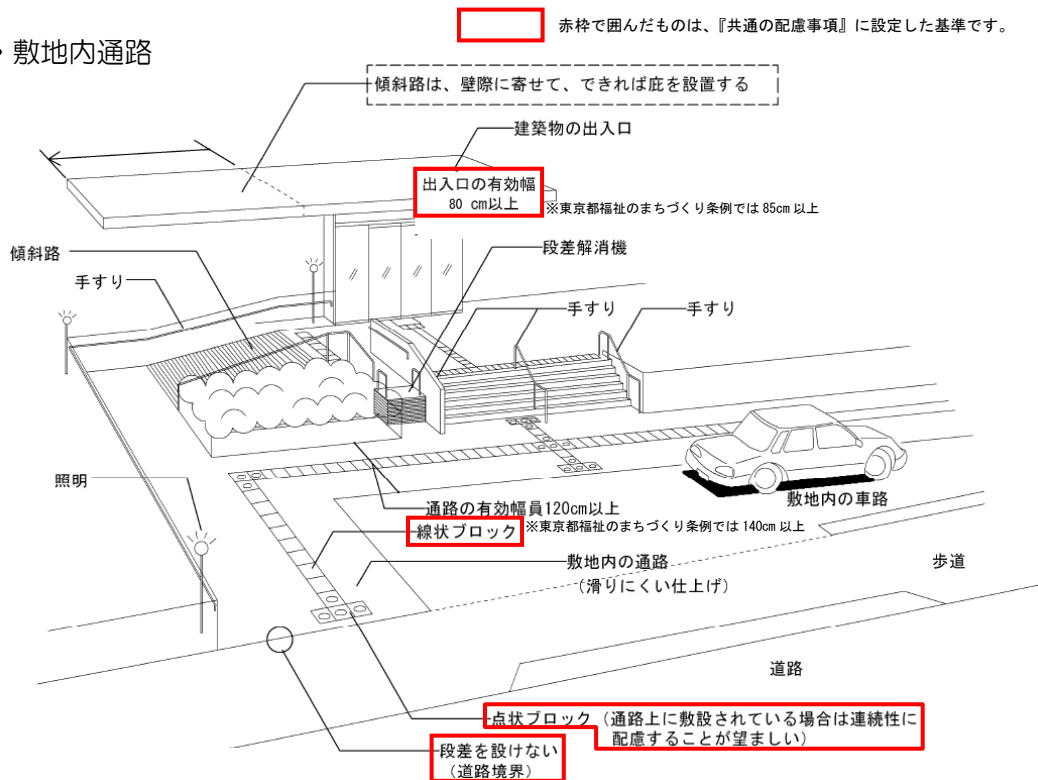 赤枠で囲んだものは、『共通の配慮事項』に設定した基準です。
・敷地内通路
傾斜路は、壁際に寄せて、できれば庇を設置する
建築物の出入口
出入口の有効幅
80 cm以上
※東京都福祉のまちづくり条例では 85cm 以上
傾斜路
段差解消機
手すり
手すり
手すり
照明
敷地内の車路
通路の有効幅員120cm以上
※東京都福祉のまちづくり条例では 140cm 以上
線状ブロック
敷地内の通路
(滑りにくい仕上げ)
歩道
道路
点状ブロック（通路上に敷設されている場合は連続性に
配慮することが望ましい）
段差を設けない
（道路境界）